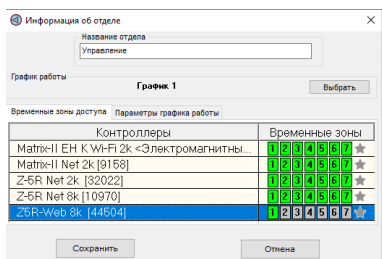 Информация об отделе
Название отдела
Управление
График работы
График 1
Выбрать
Временные зоны доступа Параметры графика работы
Контроллеры Временные зоны
Matrix-II EH K Wi-Fi 2k <Электромагнитны... 1 2 3 4 5 6 7
Matrix-II Net 2k [9158] 1 2 3 4 5 6 7
Z-5R Net 2k [32022] 1 2 3 4 5 6 7
Z-5R Net 8k [10970] 1 2 3 4 5 6 7
Z5R-Web 8k [44504] 1 2 3 4 5 6 7
Сохранить Отмена